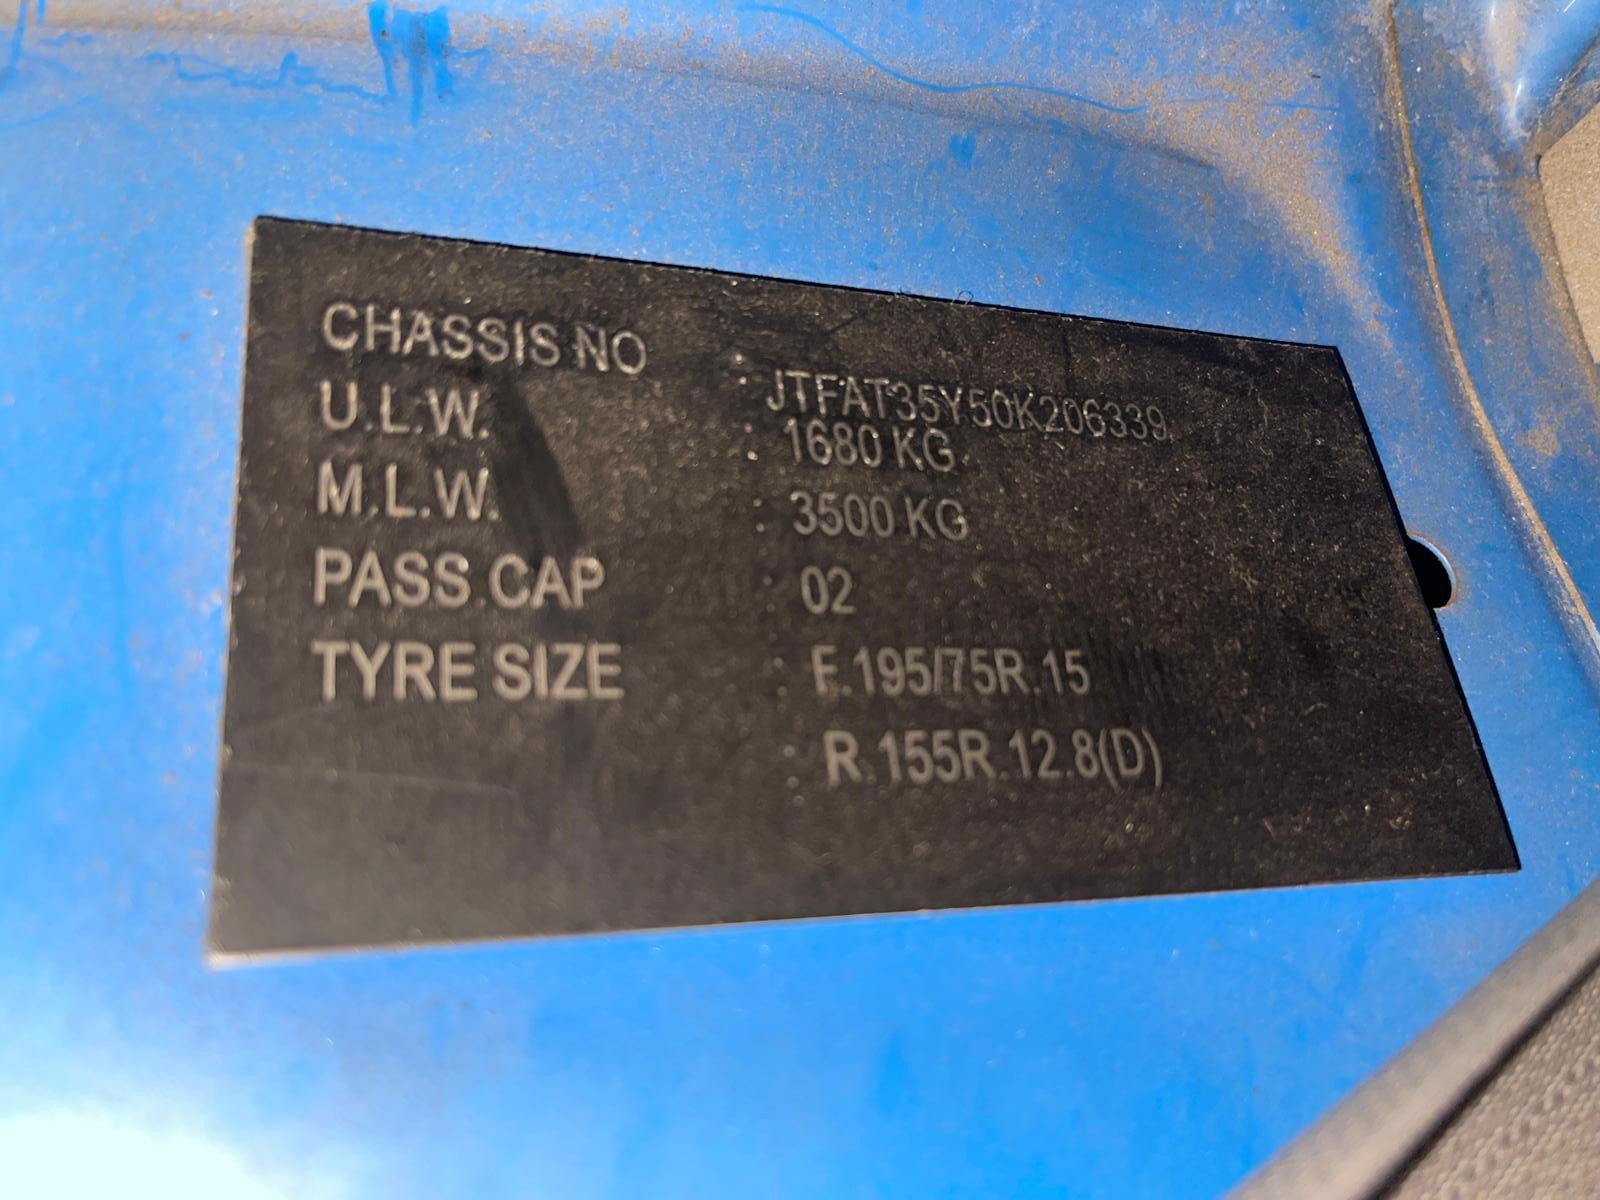 CHASSIS NO : JTFAT35Y50K206339
U.L.W. : 1680 KG
M.L.W. : 3500 KG
PASS CAP : 02
TYRE SIZE : F.195/75R.15
: R.155R.12.8(D)